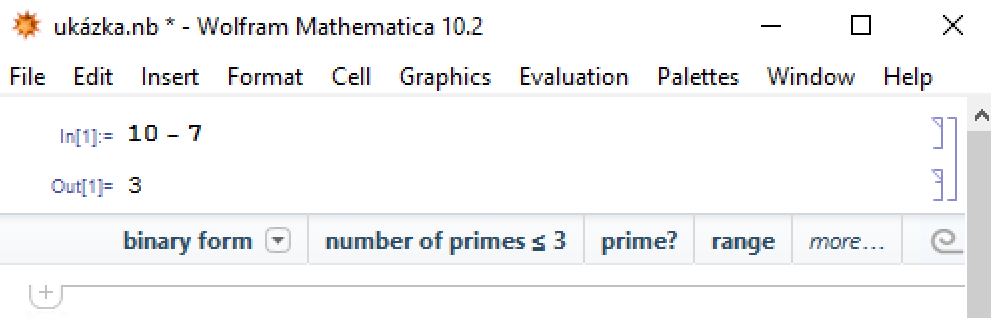 ukázka.nb * - Wolfram Mathematica 10.2
File Edit Insert Format Cell Graphics Evaluation Palettes Window Help
In[1]:= 10 – 7
Out[1]= 3
binary form number of primes ≤ 3 prime? range more...